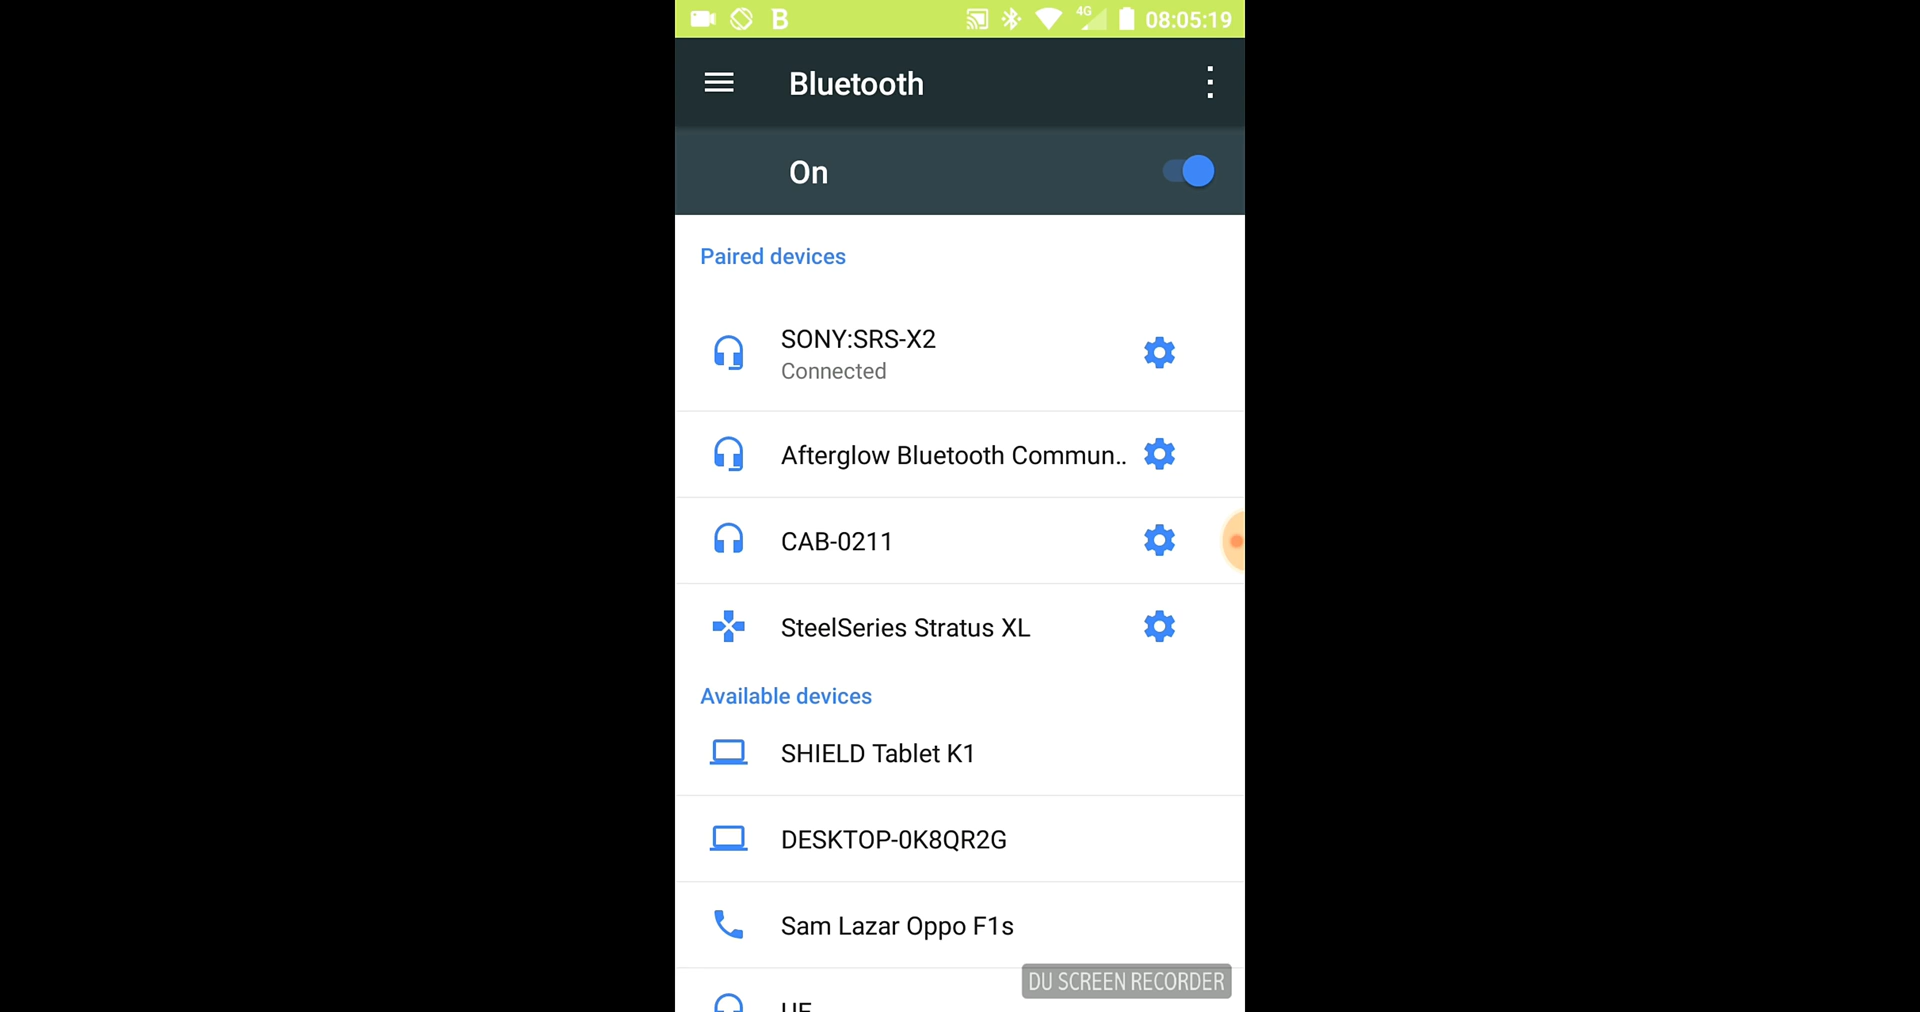 B 4G 08:05:19
Bluetooth
On
Paired devices
SONY:SRS-X2
Connected
Afterglow Bluetooth Commun..
CAB-0211
SteelSeries Stratus XL
Available devices
SHIELD Tablet K1
DESKTOP-0K8QR2G
Sam Lazar Oppo F1s
DU SCREEN RECORDER